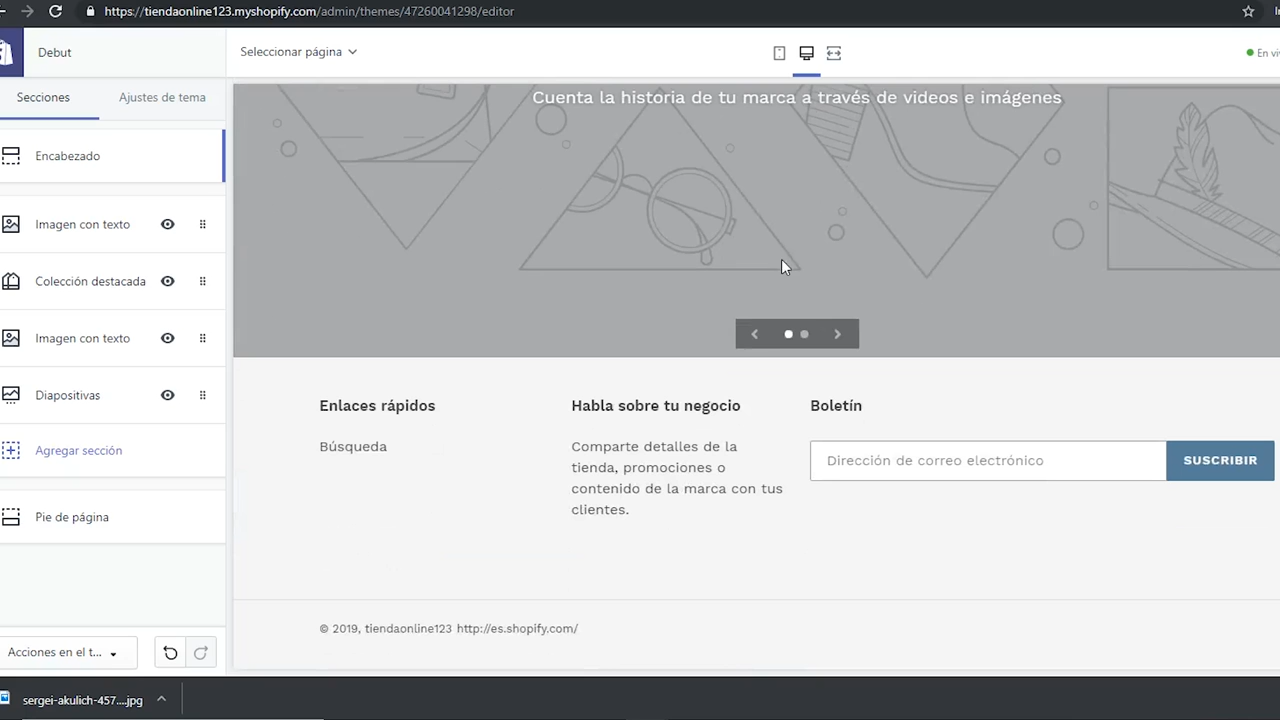 https://tiendaonline123.myshopify.com/admin/themes/47260041298/editor
Debut
Seleccionar página
En viv
Secciones
Ajustes de tema
Encabezado
Imagen con texto
Colección destacada
Imagen con texto
Diapositivas
Agregar sección
Pie de página
Acciones en el t...
Cuenta la historia de tu marca a través de videos e imágenes
Enlaces rápidos
Búsqueda
Habla sobre tu negocio
Comparte detalles de la
tienda, promociones o
contenido de la marca con tus
clientes.
Boletín
Dirección de correo electrónico
SUSCRIBIR
© 2019, tiendaonline123 http://es.shopify.com/
sergei-akulich-457....jpg